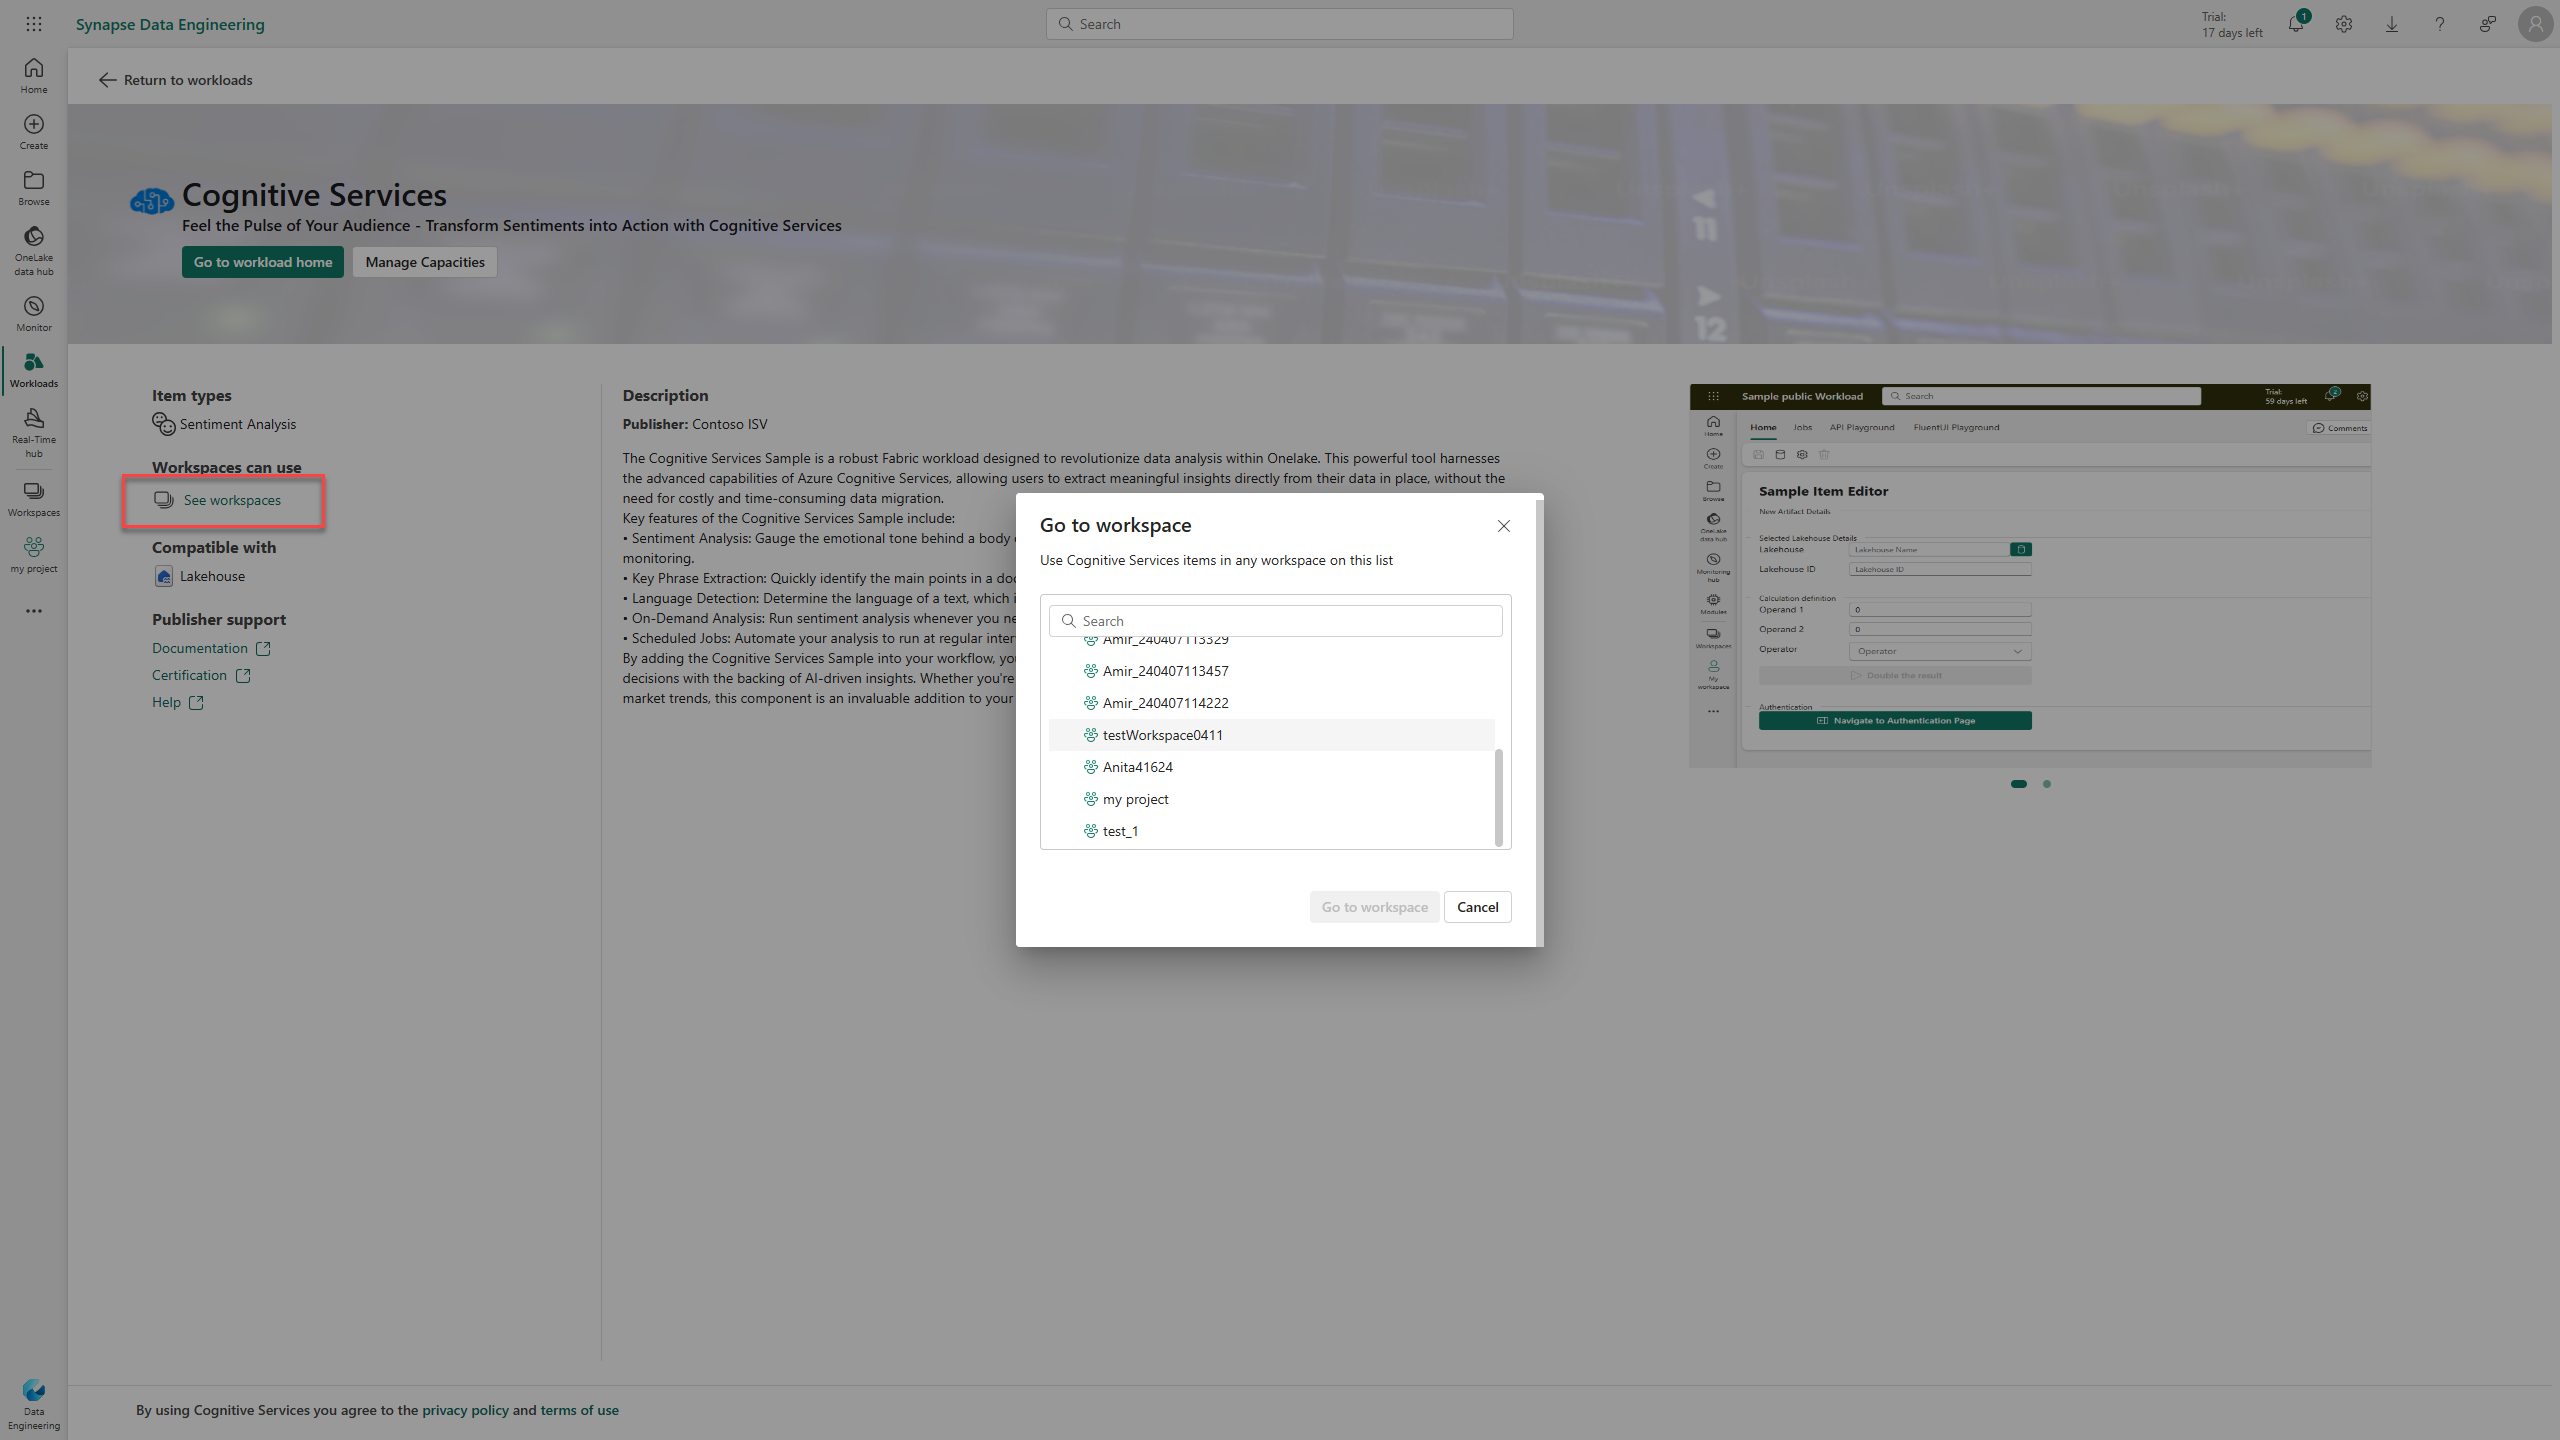 Synapse Data Engineering
Search
Trial:
17 days left
1
Home
Create
Browse
OneLake
data hub
Monitor
Workloads
Real-Time
hub
Workspaces
my project
Data
Engineering
Return to workloads
Cognitive Services
Feel the Pulse of Your Audience - Transform Sentiments into Action with Cognitive Services
Go to workload home
Manage Capacities
11
12
Item types
Sentiment Analysis
Workspaces can use
See workspaces
Compatible with
Lakehouse
Publisher support
Documentation
Certification
Help
Description
Publisher: Contoso ISV
The Cognitive Services Sample is a robust Fabric workload designed to revolutionize data analysis within Onelake. This powerful tool harnesses
the advanced capabilities of Azure Cognitive Services, allowing users to extract meaningful insights directly from their data in place, without the
need for costly and time-consuming data migration.
Key features of the Cognitive Services Sample include:
• Sentiment Analysis: Gauge the emotional tone behind a body
monitoring.
• Key Phrase Extraction: Quickly identify the main points in a
• Language Detection: Determine the language of a text, which
• On-Demand Analysis: Run sentiment analysis whenever you
• Scheduled Jobs: Automate your analysis to run at regular
By adding the Cognitive Services Sample into your workflow,
decisions with the backing of AI-driven insights. Whether you're
market trends, this component is an invaluable addition to your
Go to workspace
Use Cognitive Services items in any workspace on this list
Search
Amir_240407113329
Amir_240407113457
Amir_240407114222
testWorkspace0411
Anita41624
my project
test_1
Go to workspace
Cancel
Sample public Workload
Search
Trial:
59 days left
2
Home
Create
Browse
OneLake
data hub
Monitoring
hub
Modules
Workspaces
My
workspace
Home
Jobs
API Playground
FluentUI Playground
Comments
Sample Item Editor
New Artifact Details
Selected Lakehouse Details
Lakehouse
Lakehouse Name
Lakehouse ID
Lakehouse ID
Calculation definition
Operand 1
0
Operand 2
0
Operator
Operator
Double the result
Authentication
Navigate to Authentication Page
By using Cognitive Services you agree to the privacy policy and terms of use